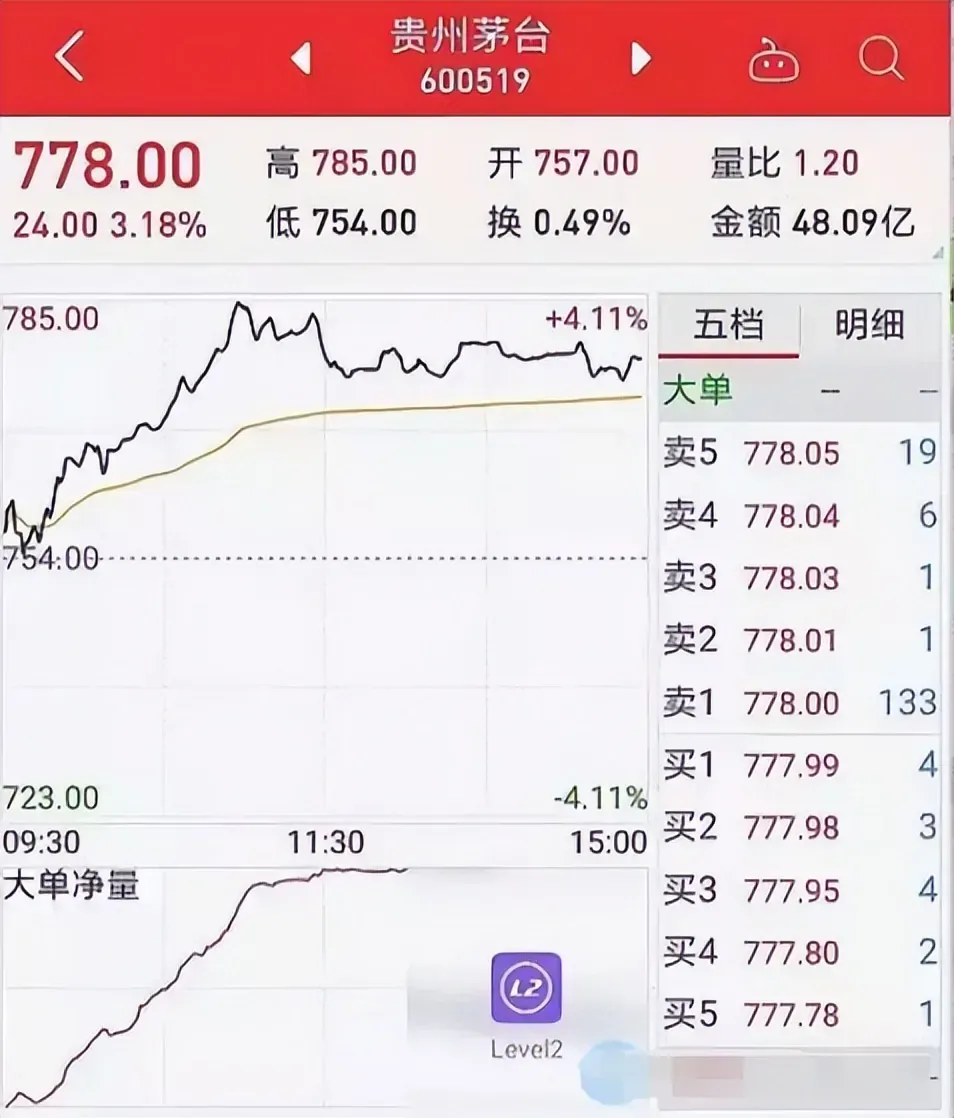 贵州茅台
600519
778.00 高 785.00 开 757.00 量比 1.20
24.00 3.18% 低 754.00 换 0.49% 金额 48.09亿
785.00 +4.11%
754.00
723.00 -4.11%
09:30 11:30 15:00
大单净量
L2
Level2
五档 明细
大单 -- --
卖5 778.05 19
卖4 778.04 6
卖3 778.03 1
卖2 778.01 1
卖1 778.00 133
买1 777.99 4
买2 777.98 3
买3 777.95 4
买4 777.80 2
买5 777.78 1